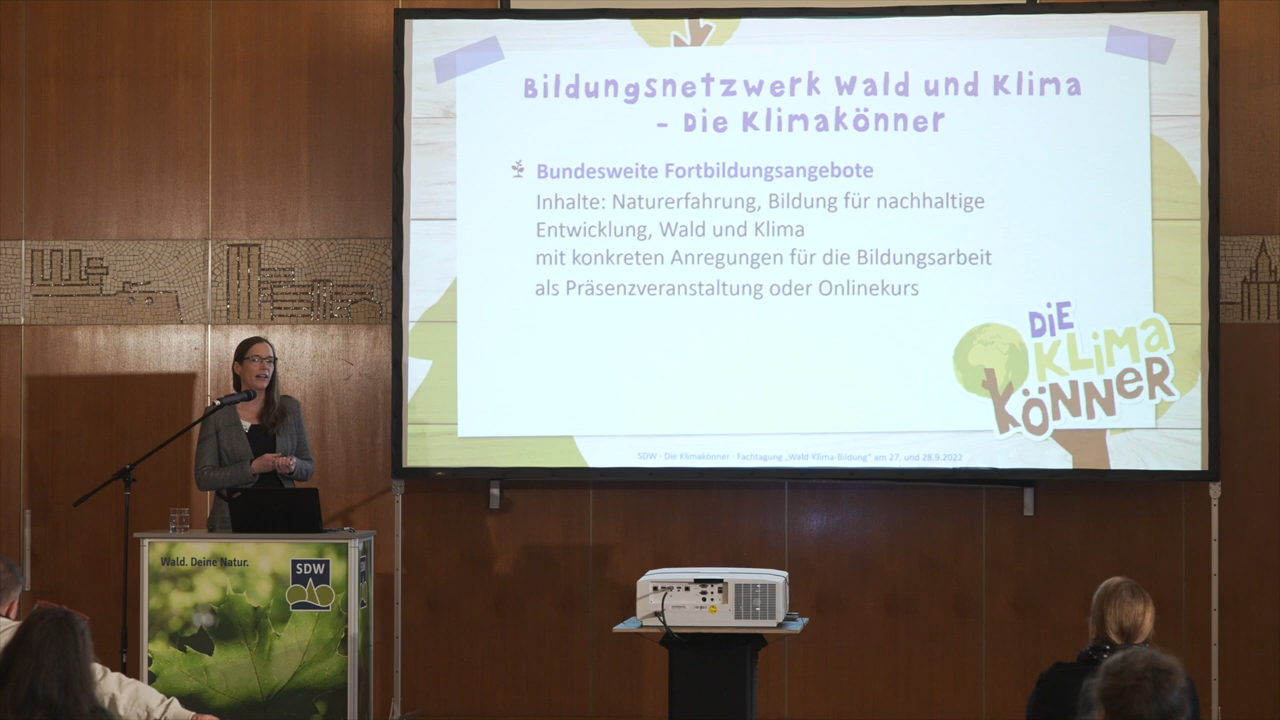 Bildungsnetzwerk Wald und Klima
- Die Klimakönner
Bundesweite Fortbildungsangebote
Inhalte: Naturerfahrung, Bildung für nachhaltige
Entwicklung, Wald und Klima
mit konkreten Anregungen für die Bildungsarbeit
als Präsenzveranstaltung oder Onlinekurs
DiE
KLiMA
KÖNNER
SDW - Die Klimakönner - Fachtagung „Wald-Klima-Bildung" am 27. und 28.9.2022
Wald. Deine Natur.
SDW